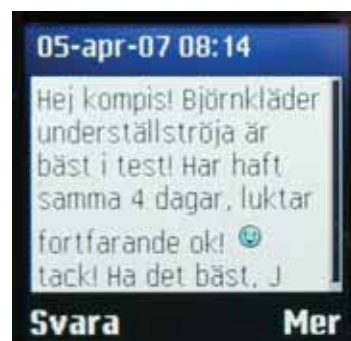 05-apr-07 08:14
Hej kompis! Björnkläder
underställströja är
bäst i test! Har haft
samma 4 dagar, luktar
fortfarande ok! 🙂
tack! Ha det bäst, J
Svara Mer